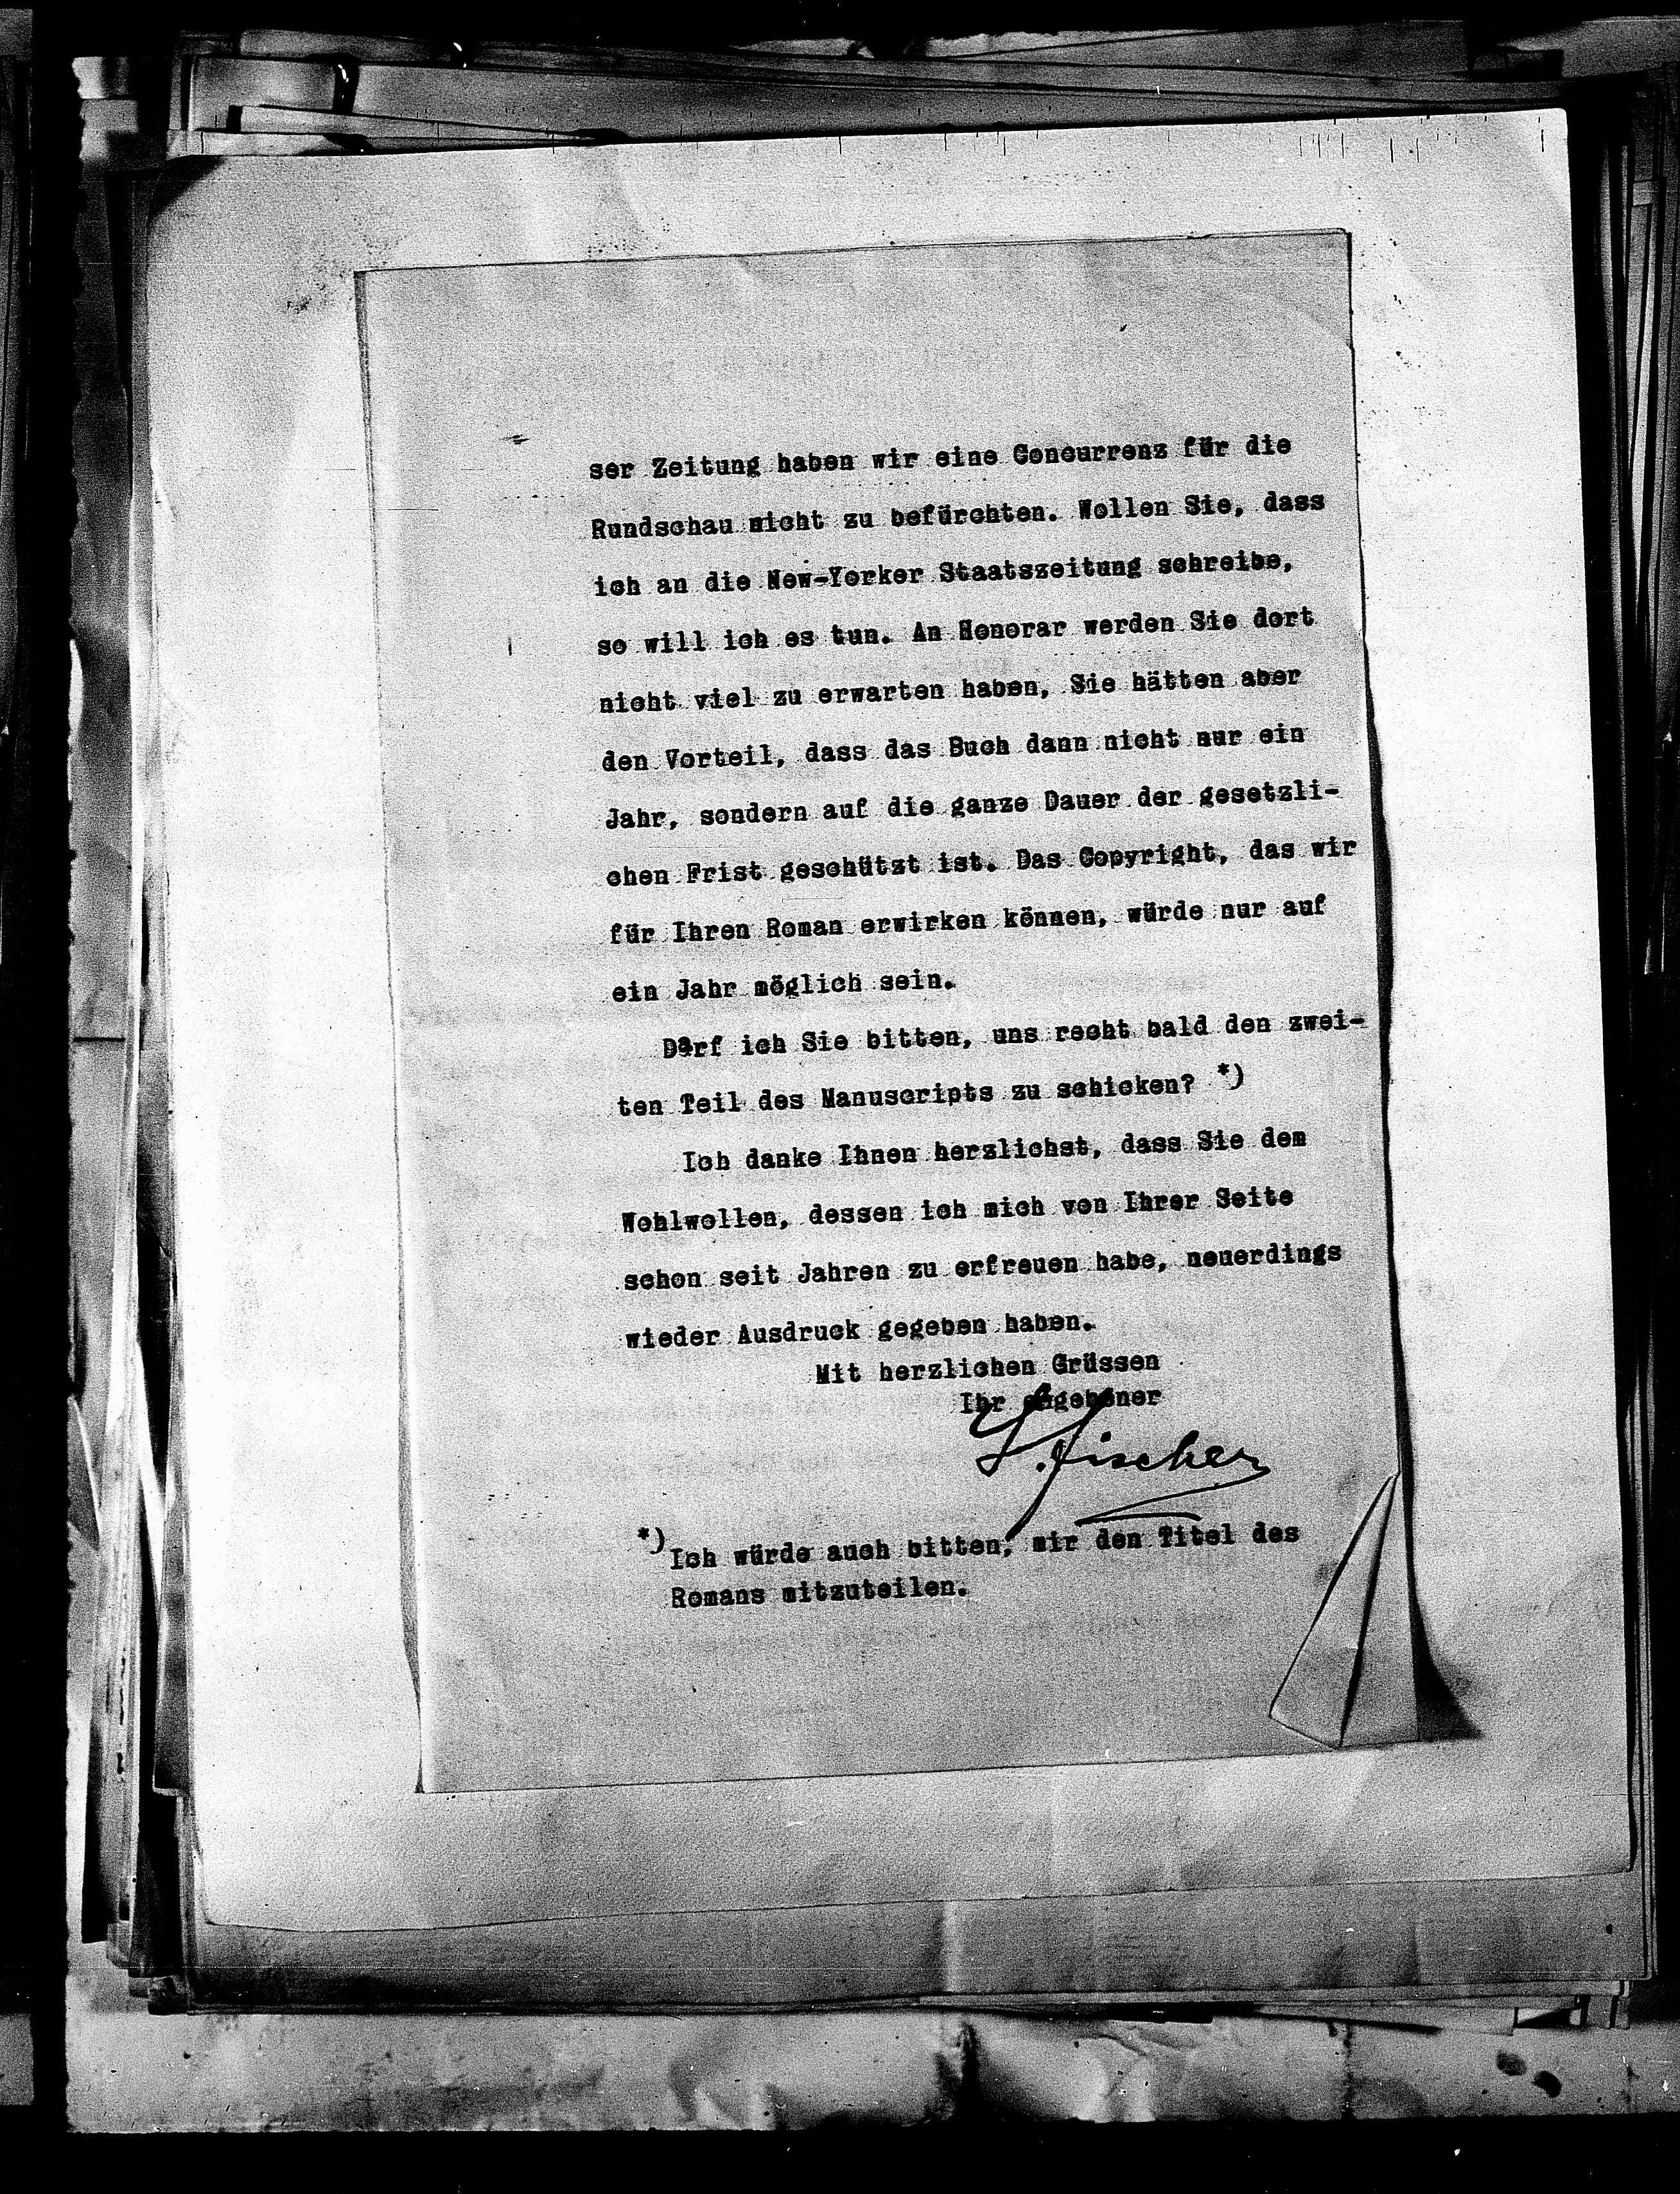 ser Zeitung haben wir eine Concurrenz für die
Rundschau nicht zu befürchten. Wollen Sie, dass
ich an die New-Yorker Staatszeitung schreibe,
so will ich es tun. An Honorar werden Sie dort
nicht viel zu erwarten haben, Sie hätten aber
den Vorteil, dass das Buch dann nicht nur ein
Jahr, sondern auf die ganze Dauer der gesetzli-
chen Frist geschützt ist. Das Copyright, das wir
für Ihren Roman erwirken können, würde nur auf
ein Jahr möglich sein.
Darf ich Sie bitten, uns recht bald den zwei-
ten Teil des Manuscripts zu schicken? *)
Ich danke Ihnen herzlichst, dass Sie dem
Wohlwollen, dessen ich mich von Ihrer Seite
schon seit Jahren zu erfreuen habe, neuerdings
wieder Ausdruck gegeben haben.
Mit herzlichen Grüssen
Ihr ergebener
S. Fischer
*) Ich würde auch bitten, mir den Titel des
Romans mitzuteilen.